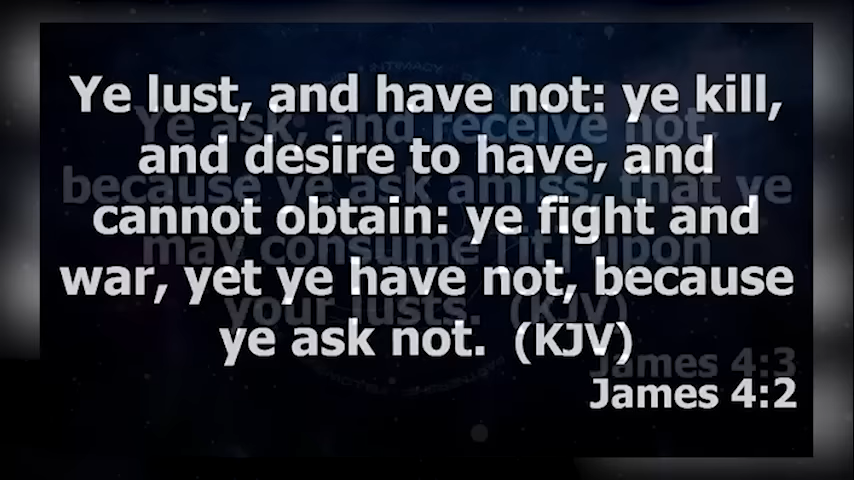 Ye lust, and have not: ye kill,
and desire to have, and
cannot obtain: ye fight and
war, yet ye have not, because
ye ask not. (KJV)
James 4:2
Ye ask, and receive not,
because ye ask amiss, that ye
may consume [it] upon
your lusts. (KJV)
James 4:3
INTIMACY